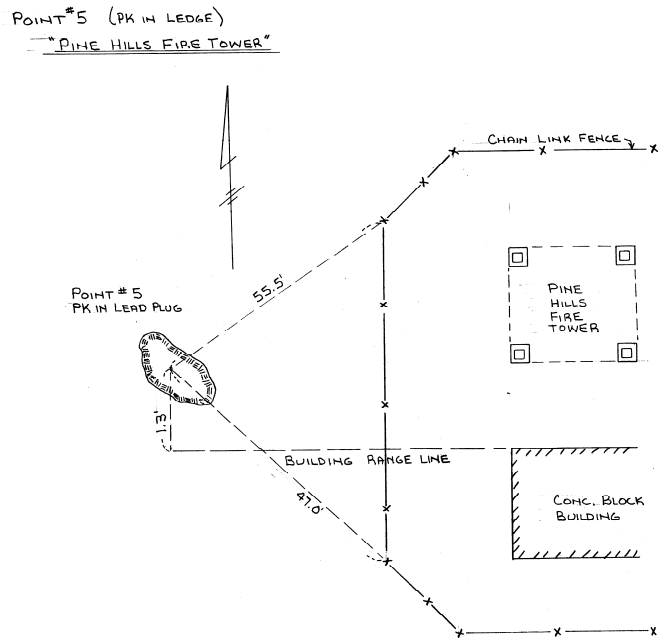 POINT #5 (PK IN LEDGE)
"PINE HILLS FIRE TOWER"
CHAIN LINK FENCE
55.5'
POINT #5
PK IN LEAD PLUG
PINE
HILLS
FIRE
TOWER
1.3'
BUILDING RANGE LINE
47.0'
CONC. BLOCK
BUILDING